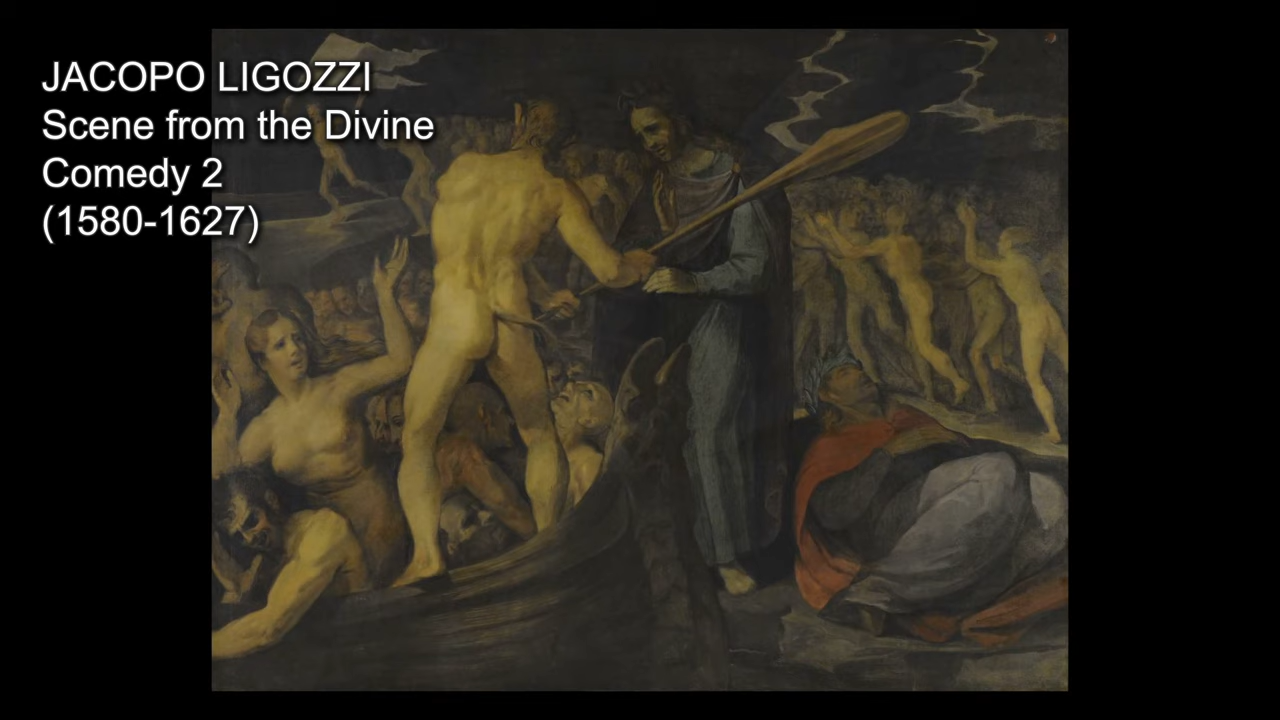 JACOPO LIGOZZI
Scene from the Divine
Comedy 2
(1580-1627)